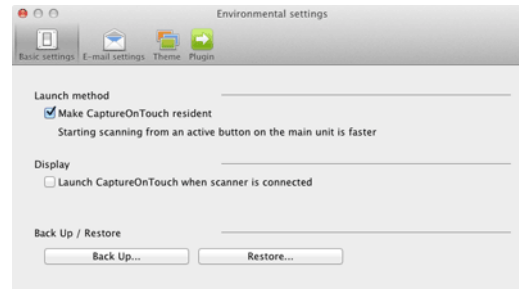 Environmental settings
Basic settings E-mail settings Theme Plugin
Launch method
Make CaptureOnTouch resident
Starting scanning from an active button on the main unit is faster
Display
Launch CaptureOnTouch when scanner is connected
Back Up / Restore
Back Up... Restore...